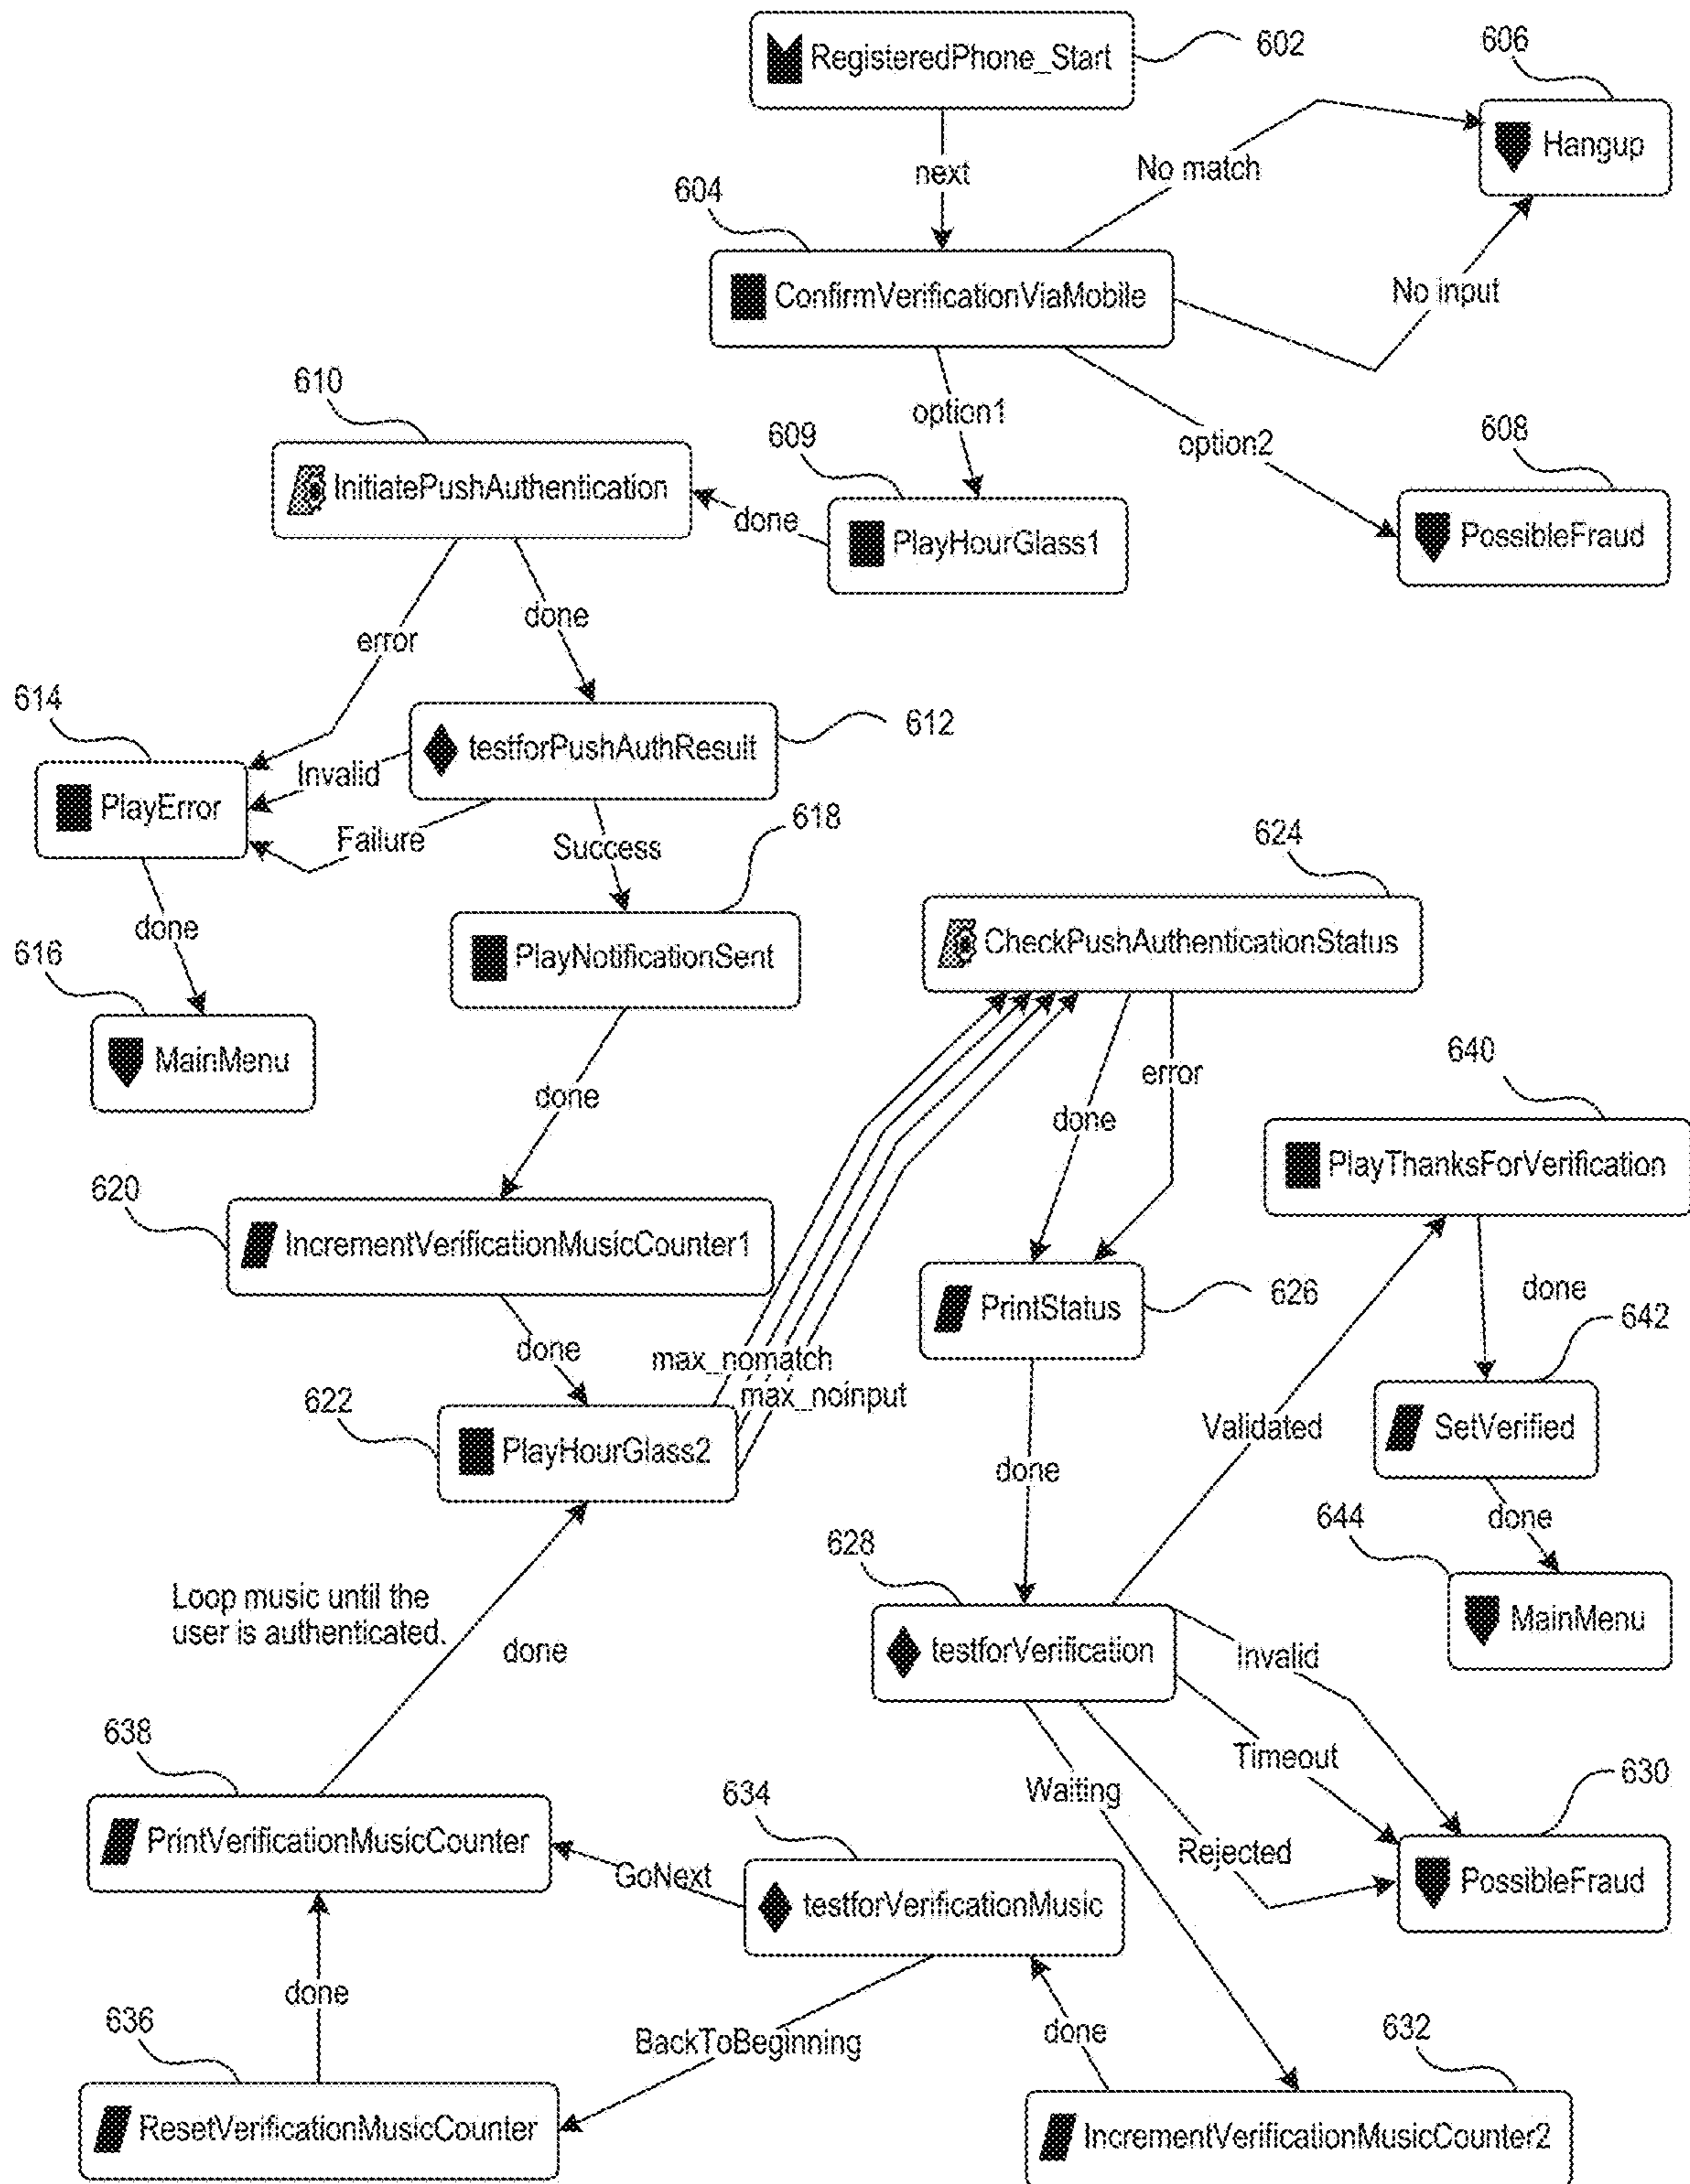 RegisteredPhone_Start
602
606
Hangup
next
No match
604
ConfirmVerificationViaMobile
No input
610
option1
609
option2
608
InitiatePushAuthentication
done
PlayHourGlass1
PossibleFraud
error
done
614
612
testforPushAuthResult
Invalid
PlayError
Failure
Success
618
624
done
PlayNotificationSent
CheckPushAuthenticationStatus
616
MainMenu
done
error
done
640
PlayThanksForVerification
620
IncrementVerificationMusicCounter1
PrintStatus
626
done
642
done
max_nomatch
max_noinput
622
PlayHourGlass2
Validated
SetVerified
done
644
done
628
Loop music until the
user is authenticated.
done
testforVerification
Invalid
MainMenu
638
634
Waiting
Timeout
630
PrintVerificationMusicCounter
GoNext
testforVerificationMusic
Rejected
PossibleFraud
done
636
BackToBeginning
done
632
ResetVerificationMusicCounter
IncrementVerificationMusicCounter2